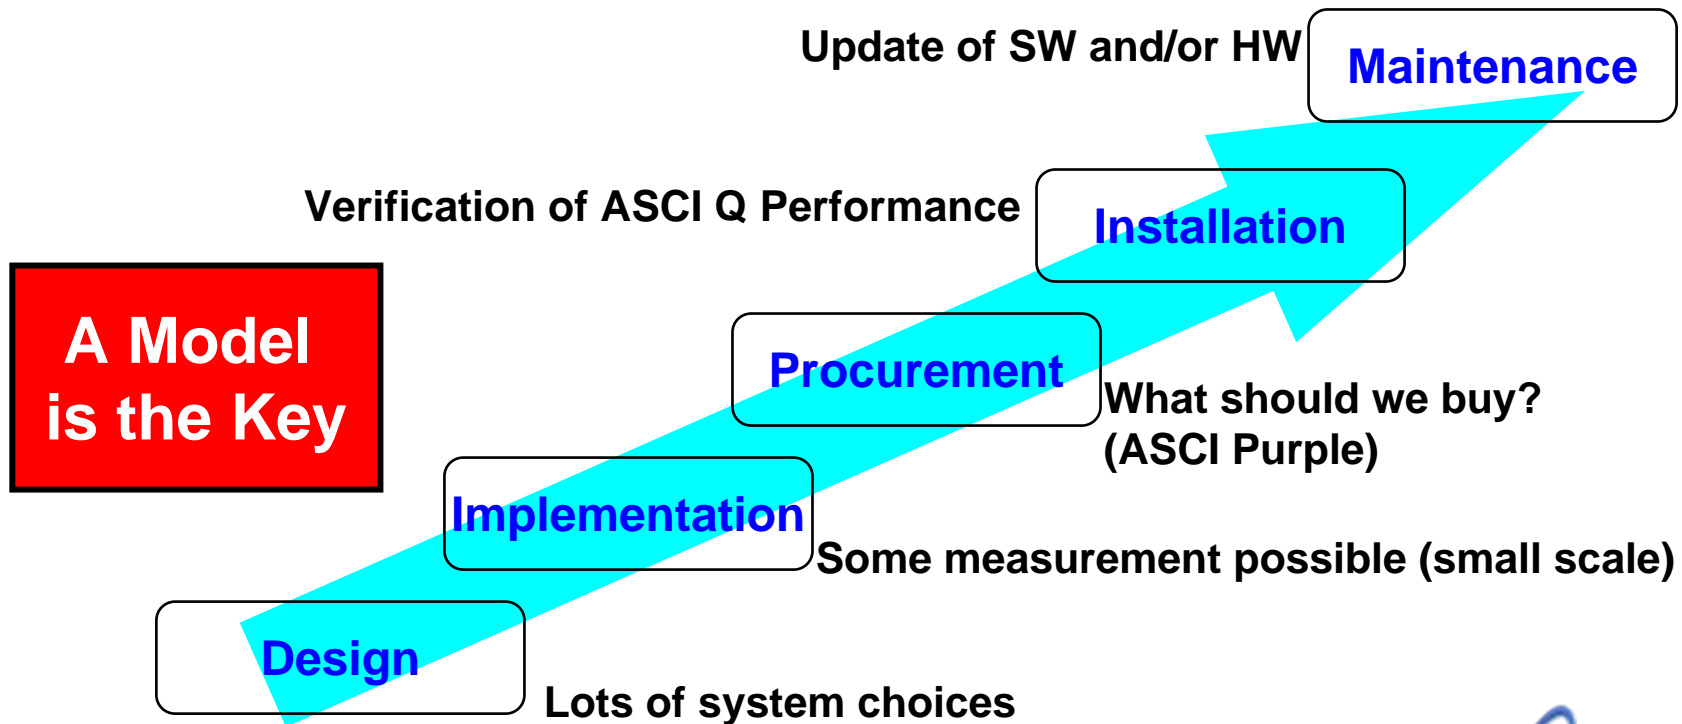 Update of SW and/or HW
Maintenance
Verification of ASCI Q Performance
Installation
A Model
is the Key
Procurement
What should we buy?
(ASCI Purple)
Implementation
Some measurement possible (small scale)
Design
Lots of system choices